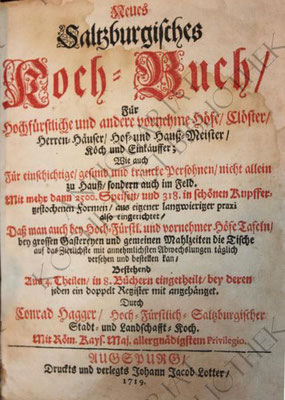 Neues
Saltzburgisches
Koch-Buch/
Für
Hochfürstliche und andere vornehme Höfe/ Clöster/
Herren-Häuser/ Hof- und Hauß-Meister/
Köch und Einkäuffer;
Wie auch
Für einschichtige/ gesund und krancke Persohnen/ nicht allein
zu Hauß/ sondern auch im Feld.
Mit mehr dann 2500. Speisen/ und 318. in schönen Kupffer-
gestochenen Formen/ aus eigener langwieriger praxi
also eingerichtet/
Daß man auch bey Hoch-Fürstl. und vornehmer Höfe Tafeln/
bey grossen Gastereyen und gemeinen Mahlzeiten die Tische
auf das Zierlichste mit annehmlichsten Abwechslungen täglich
versehen und bestellen kan/
Bestehend
Aus 4. Theilen/ in 8. Büchern eingetheilt/ bey deren
jeden ein doppelt Register mit angehänget.
Durch
Conrad Hagger/ Hoch-Fürstlich-Saltzburgischer
Stadt- und Landschafft-Koch.
Mit Röm. Kays. Maj. allergnädigstem Privilegio.
AUGSPURG/
Druckts und verlegts Johann Jacob Lotter/
1719.